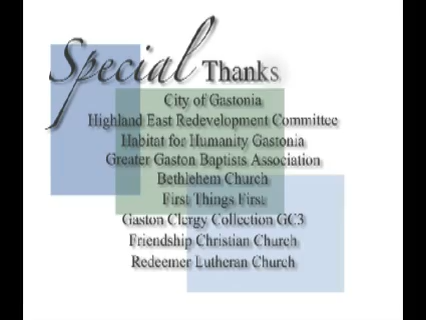 Special Thanks
City of Gastonia
Highland East Redevelopment Committee
Habitat for Humanity Gastonia
Greater Gaston Baptists Association
Bethlehem Church
First Things First
Gaston Clergy Collection GC3
Friendship Christian Church
Redeemer Lutheran Church